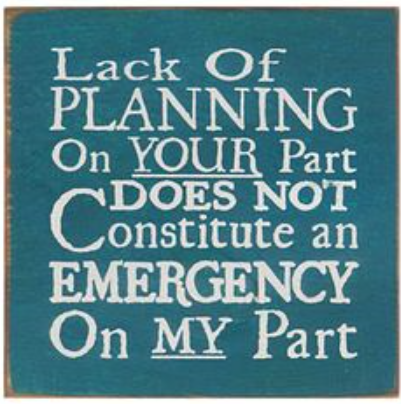 Lack Of
PLANNING
On YOUR Part
DOES NOT
Constitute an
EMERGENCY
On MY Part